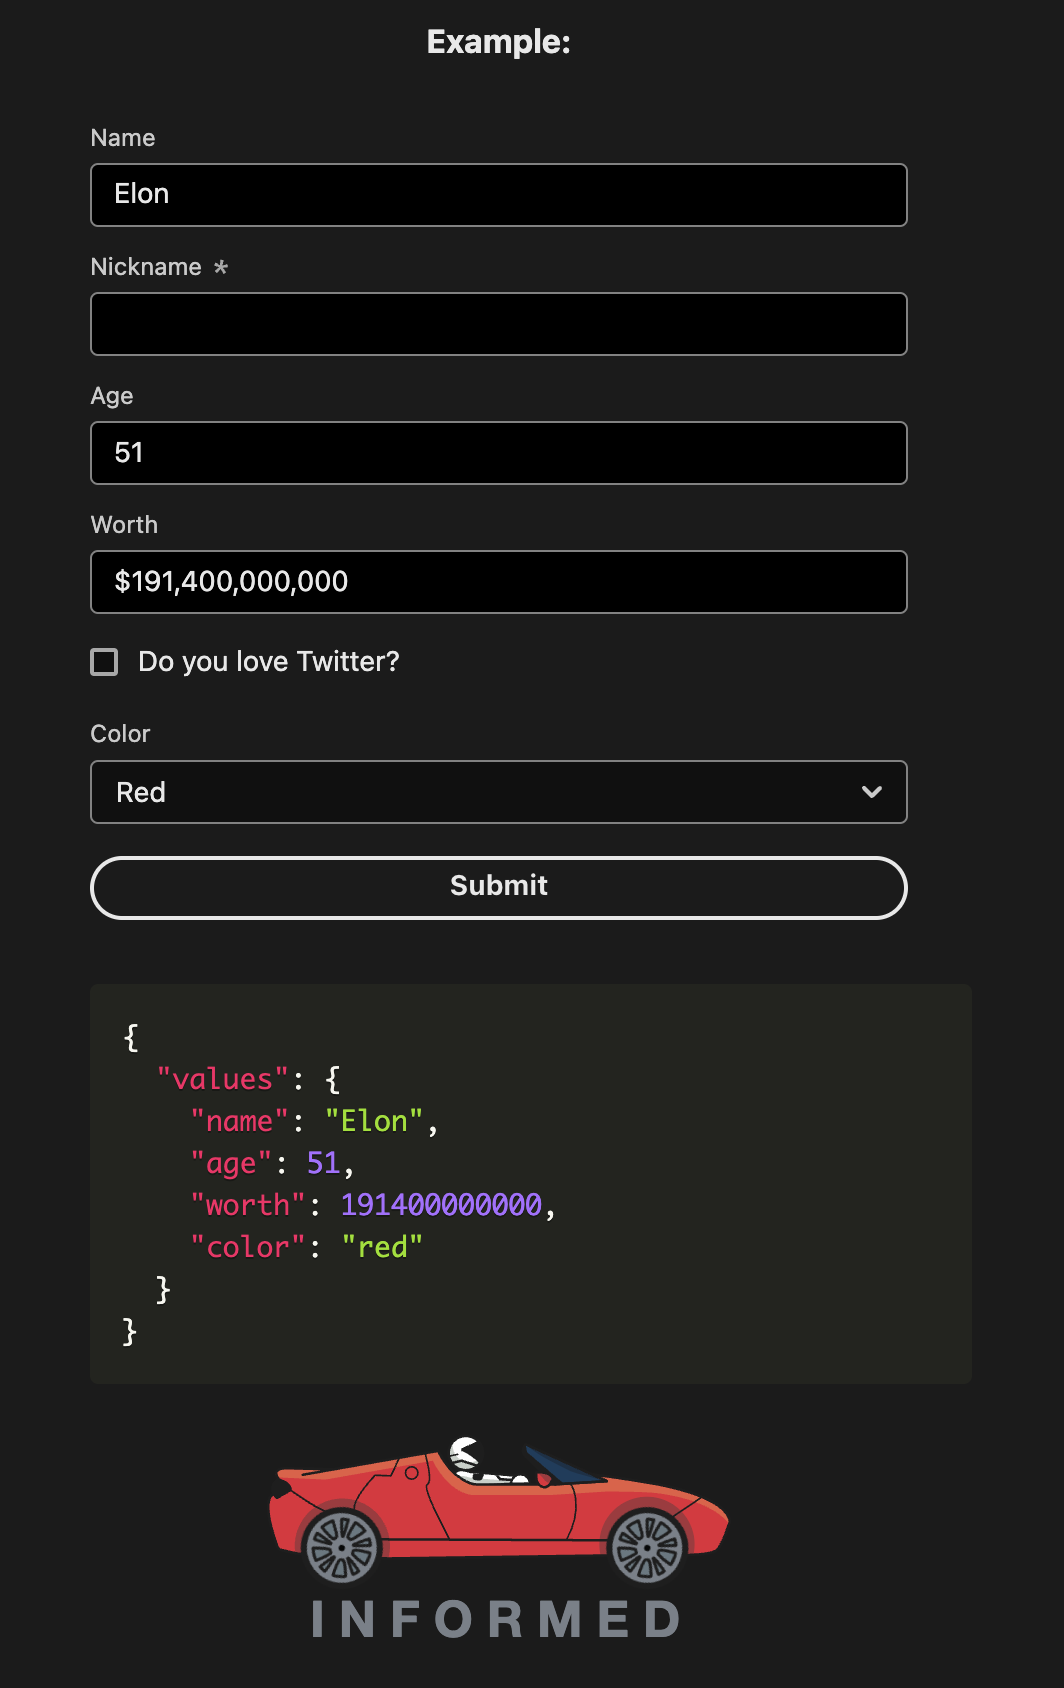 Example:
Name
Elon
Nickname *
Age
51
Worth
$191,400,000,000
Do you love Twitter?
Color
Red
Submit
{
  "values": {
    "name": "Elon",
    "age": 51,
    "worth": 191400000000,
    "color": "red"
  }
}
INFORMED